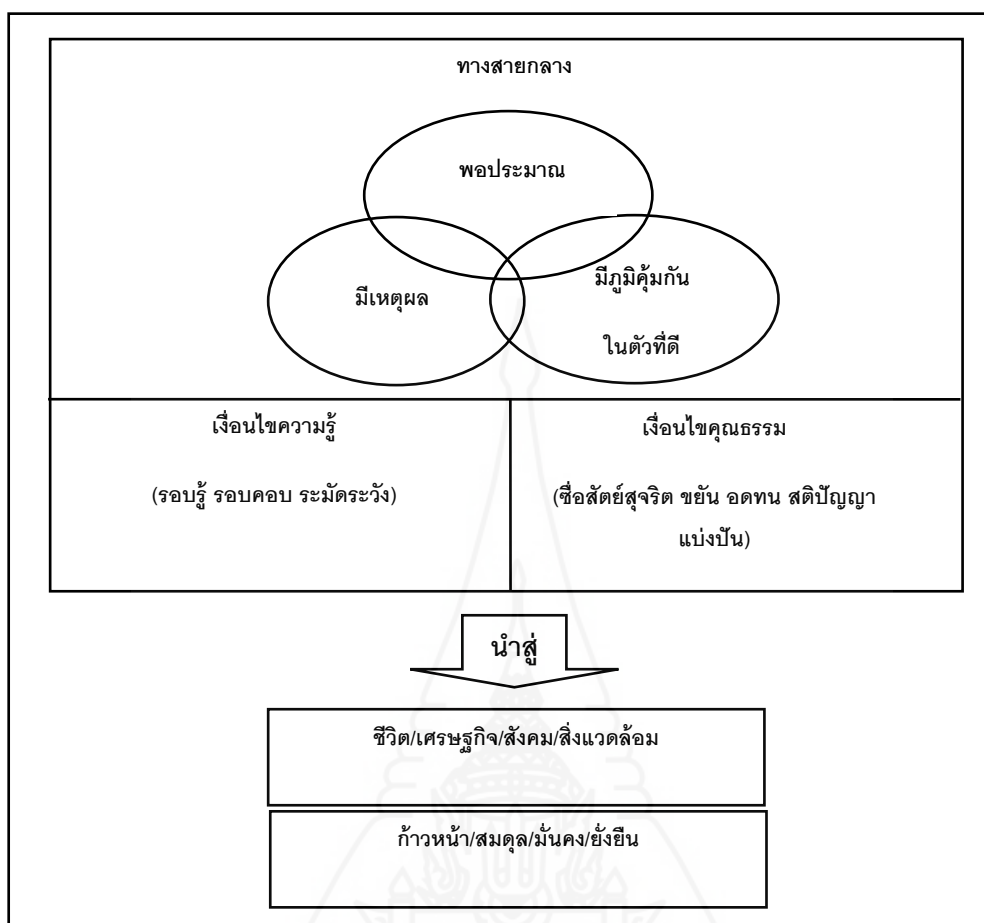 ทางสายกลาง
พอประมาณ
มีเหตุผล
มีภูมิคุ้มกัน
ในตัวที่ดี
เงื่อนไขความรู้
(รอบรู้ รอบคอบ ระมัดระวัง)
เงื่อนไขคุณธรรม
(ซื่อสัตย์สุจริต ขยัน อดทน สติปัญญา
แบ่งปัน)
นำสู่
ชีวิต/เศรษฐกิจ/สังคม/สิ่งแวดล้อม
ก้าวหน้า/สมดุล/มั่นคง/ยั่งยืน